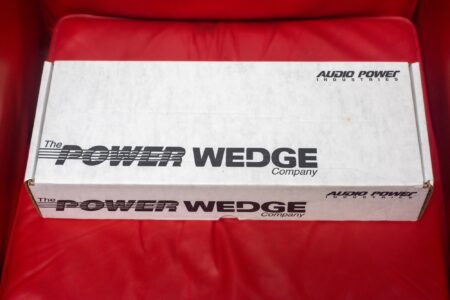 AUDIO POWER
INDUSTRIES
The
POWER WEDGE
Company
AUDIO POWER
INDUSTRIES
The
POWER WEDGE
Company